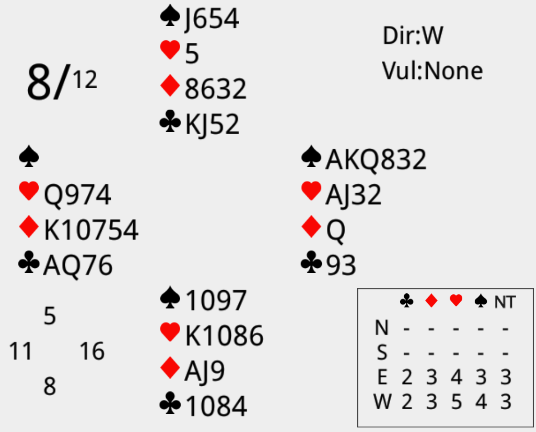 ♠J654
♥5
♦8632
♣KJ52
Dir:W
Vul:None
8/12
♠
♥Q974
♦K10754
♣AQ76
♠AKQ832
♥AJ32
♦Q
♣93
♠1097
♥K1086
♦AJ9
♣1084
5
11 16
8
♣ ♦ ♥ ♠ NT
N - - - - -
S - - - - -
E 2 3 4 3 3
W 2 3 5 4 3